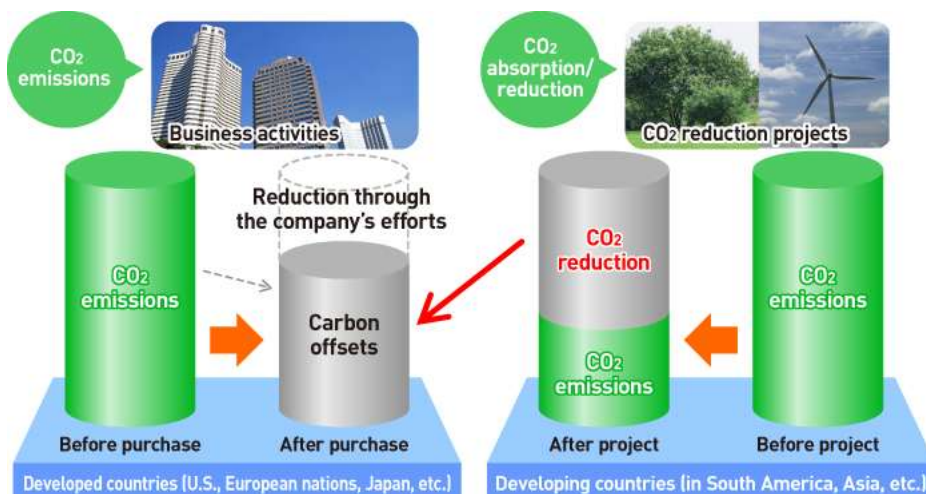 CO2
emissions
Business activities
CO2
absorption/
reduction
CO2 reduction projects
Reduction through
the company's efforts
CO2
emissions
Carbon
offsets
CO2
reduction
CO2
emissions
CO2
emissions
Before purchase
After purchase
After project
Before project
Developed countries (U.S., European nations, Japan, etc.)
Developing countries (in South America, Asia, etc.)